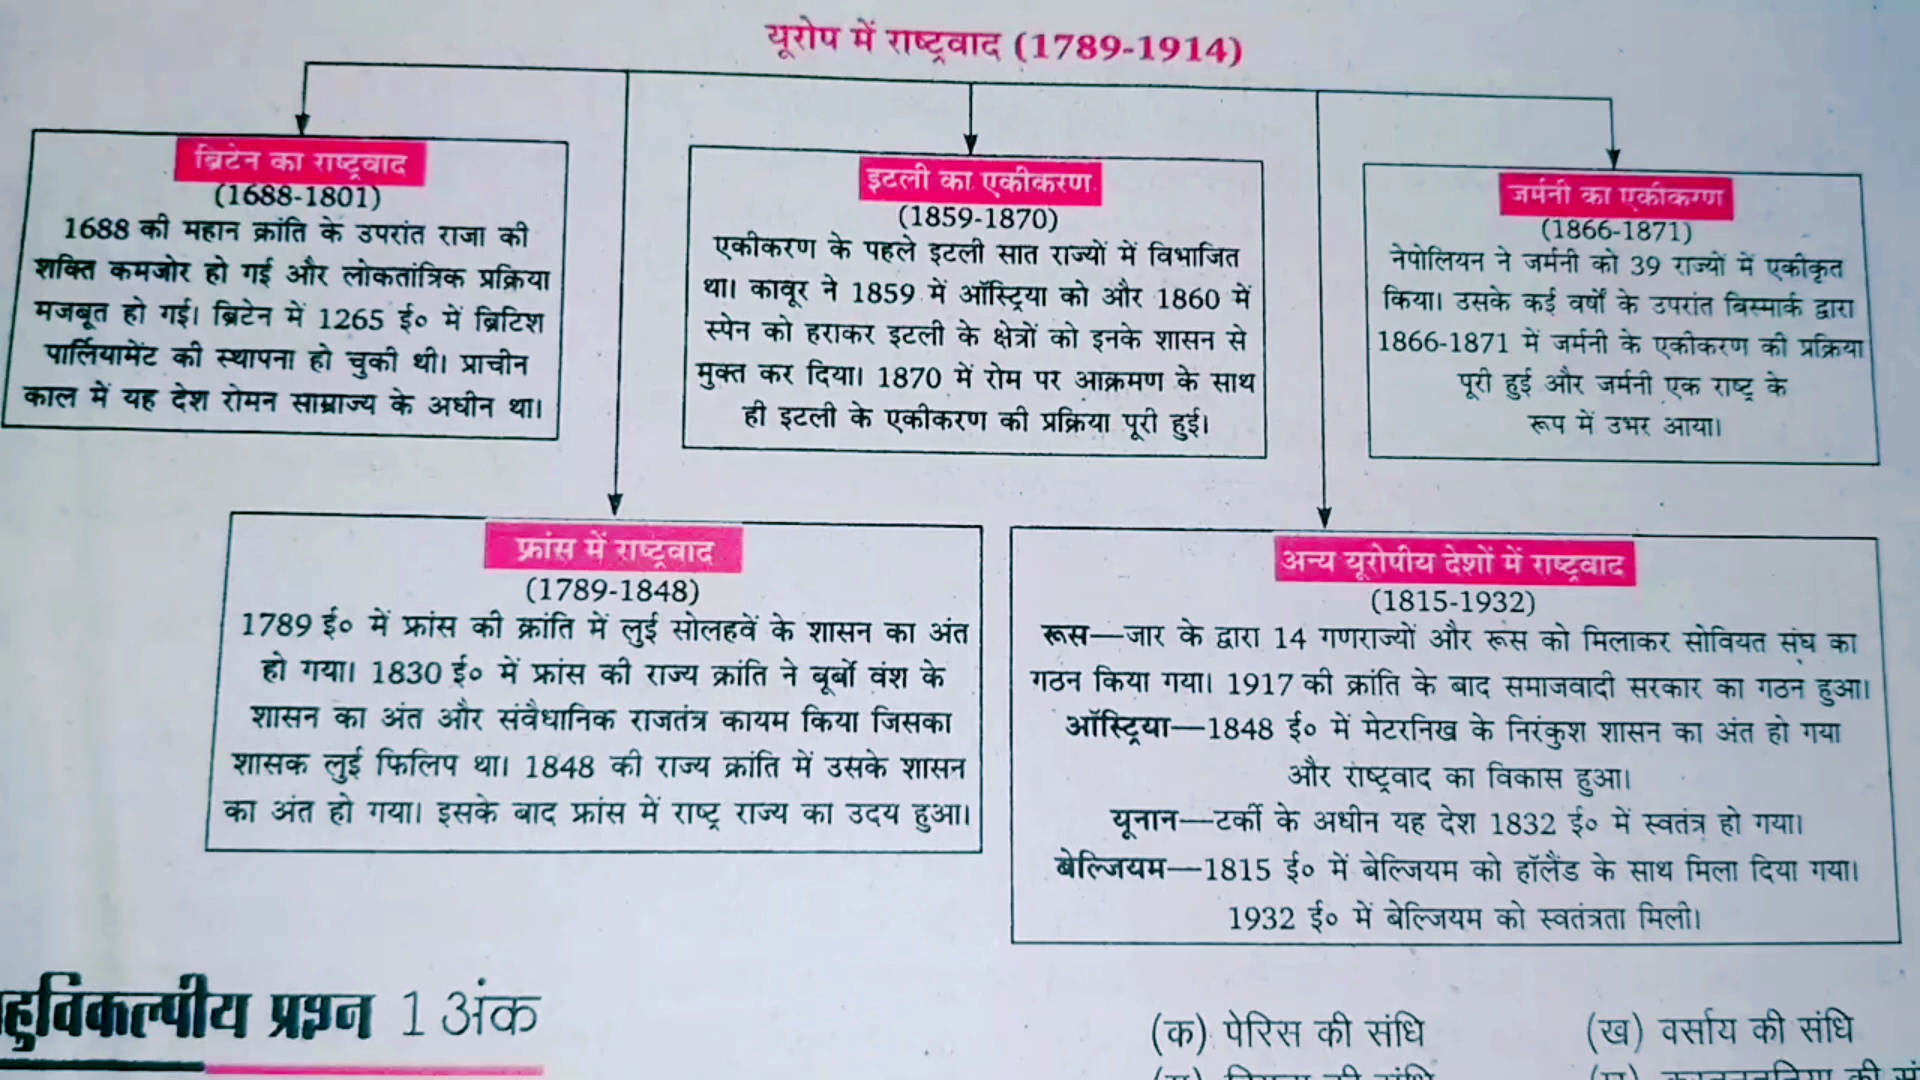 यूरोप में राष्ट्रवाद (1789-1914)
ब्रिटेन का राष्ट्रवाद
(1688-1801)
1688 की महान क्रांति के उपरांत राजा की
शक्ति कमजोर हो गई और लोकतांत्रिक प्रक्रिया
मजबूत हो गई। ब्रिटेन में 1265 ई० में ब्रिटिश
पार्लियामेंट की स्थापना हो चुकी थी। प्राचीन
काल में यह देश रोमन साम्राज्य के अधीन था।
इटली का एकीकरण
(1859-1870)
एकीकरण के पहले इटली सात राज्यों में विभाजित
था। कावूर ने 1859 में ऑस्ट्रिया को और 1860 में
स्पेन को हराकर इटली के क्षेत्रों को इनके शासन से
मुक्त कर दिया। 1870 में रोम पर आक्रमण के साथ
ही इटली के एकीकरण की प्रक्रिया पूरी हुई।
जर्मनी का एकीकरण
(1866-1871)
नेपोलियन ने जर्मनी को 39 राज्यों में एकीकृत
किया। उसके कई वर्षों के उपरांत बिस्मार्क द्वारा
1866-1871 में जर्मनी के एकीकरण की प्रक्रिया
पूरी हुई और जर्मनी एक राष्ट्र के
रूप में उभर आया।
फ्रांस में राष्ट्रवाद
(1789-1848)
1789 ई० में फ्रांस की क्रांति में लुई सोलहवें के शासन का अंत
हो गया। 1830 ई० में फ्रांस की राज्य क्रांति ने बूर्बो वंश के
शासन का अंत और संवैधानिक राजतंत्र कायम किया जिसका
शासक लुई फिलिप था। 1848 की राज्य क्रांति में उसके शासन
का अंत हो गया। इसके बाद फ्रांस में राष्ट्र राज्य का उदय हुआ।
अन्य यूरोपीय देशों में राष्ट्रवाद
(1815-1932)
रूस—जार के द्वारा 14 गणराज्यों और रूस को मिलाकर सोवियत संघ का
गठन किया गया। 1917 की क्रांति के बाद समाजवादी सरकार का गठन हुआ।
ऑस्ट्रिया—1848 ई० में मेटरनिख के निरंकुश शासन का अंत हो गया
और राष्ट्रवाद का विकास हुआ।
यूनान—टर्की के अधीन यह देश 1832 ई० में स्वतंत्र हो गया।
बेल्जियम—1815 ई० में बेल्जियम को हॉलैंड के साथ मिला दिया गया।
1932 ई० में बेल्जियम को स्वतंत्रता मिली।
हुविकल्पीय प्रश्न 1 अंक
(क) पेरिस की संधि (ख) वर्साय की संधि